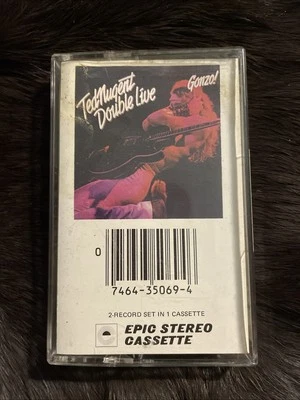 Ted Nugent
Double Live
Gonzo!
0
7464-35069-4
2-RECORD SET IN 1 CASSETTE
EPIC STEREO
CASSETTE